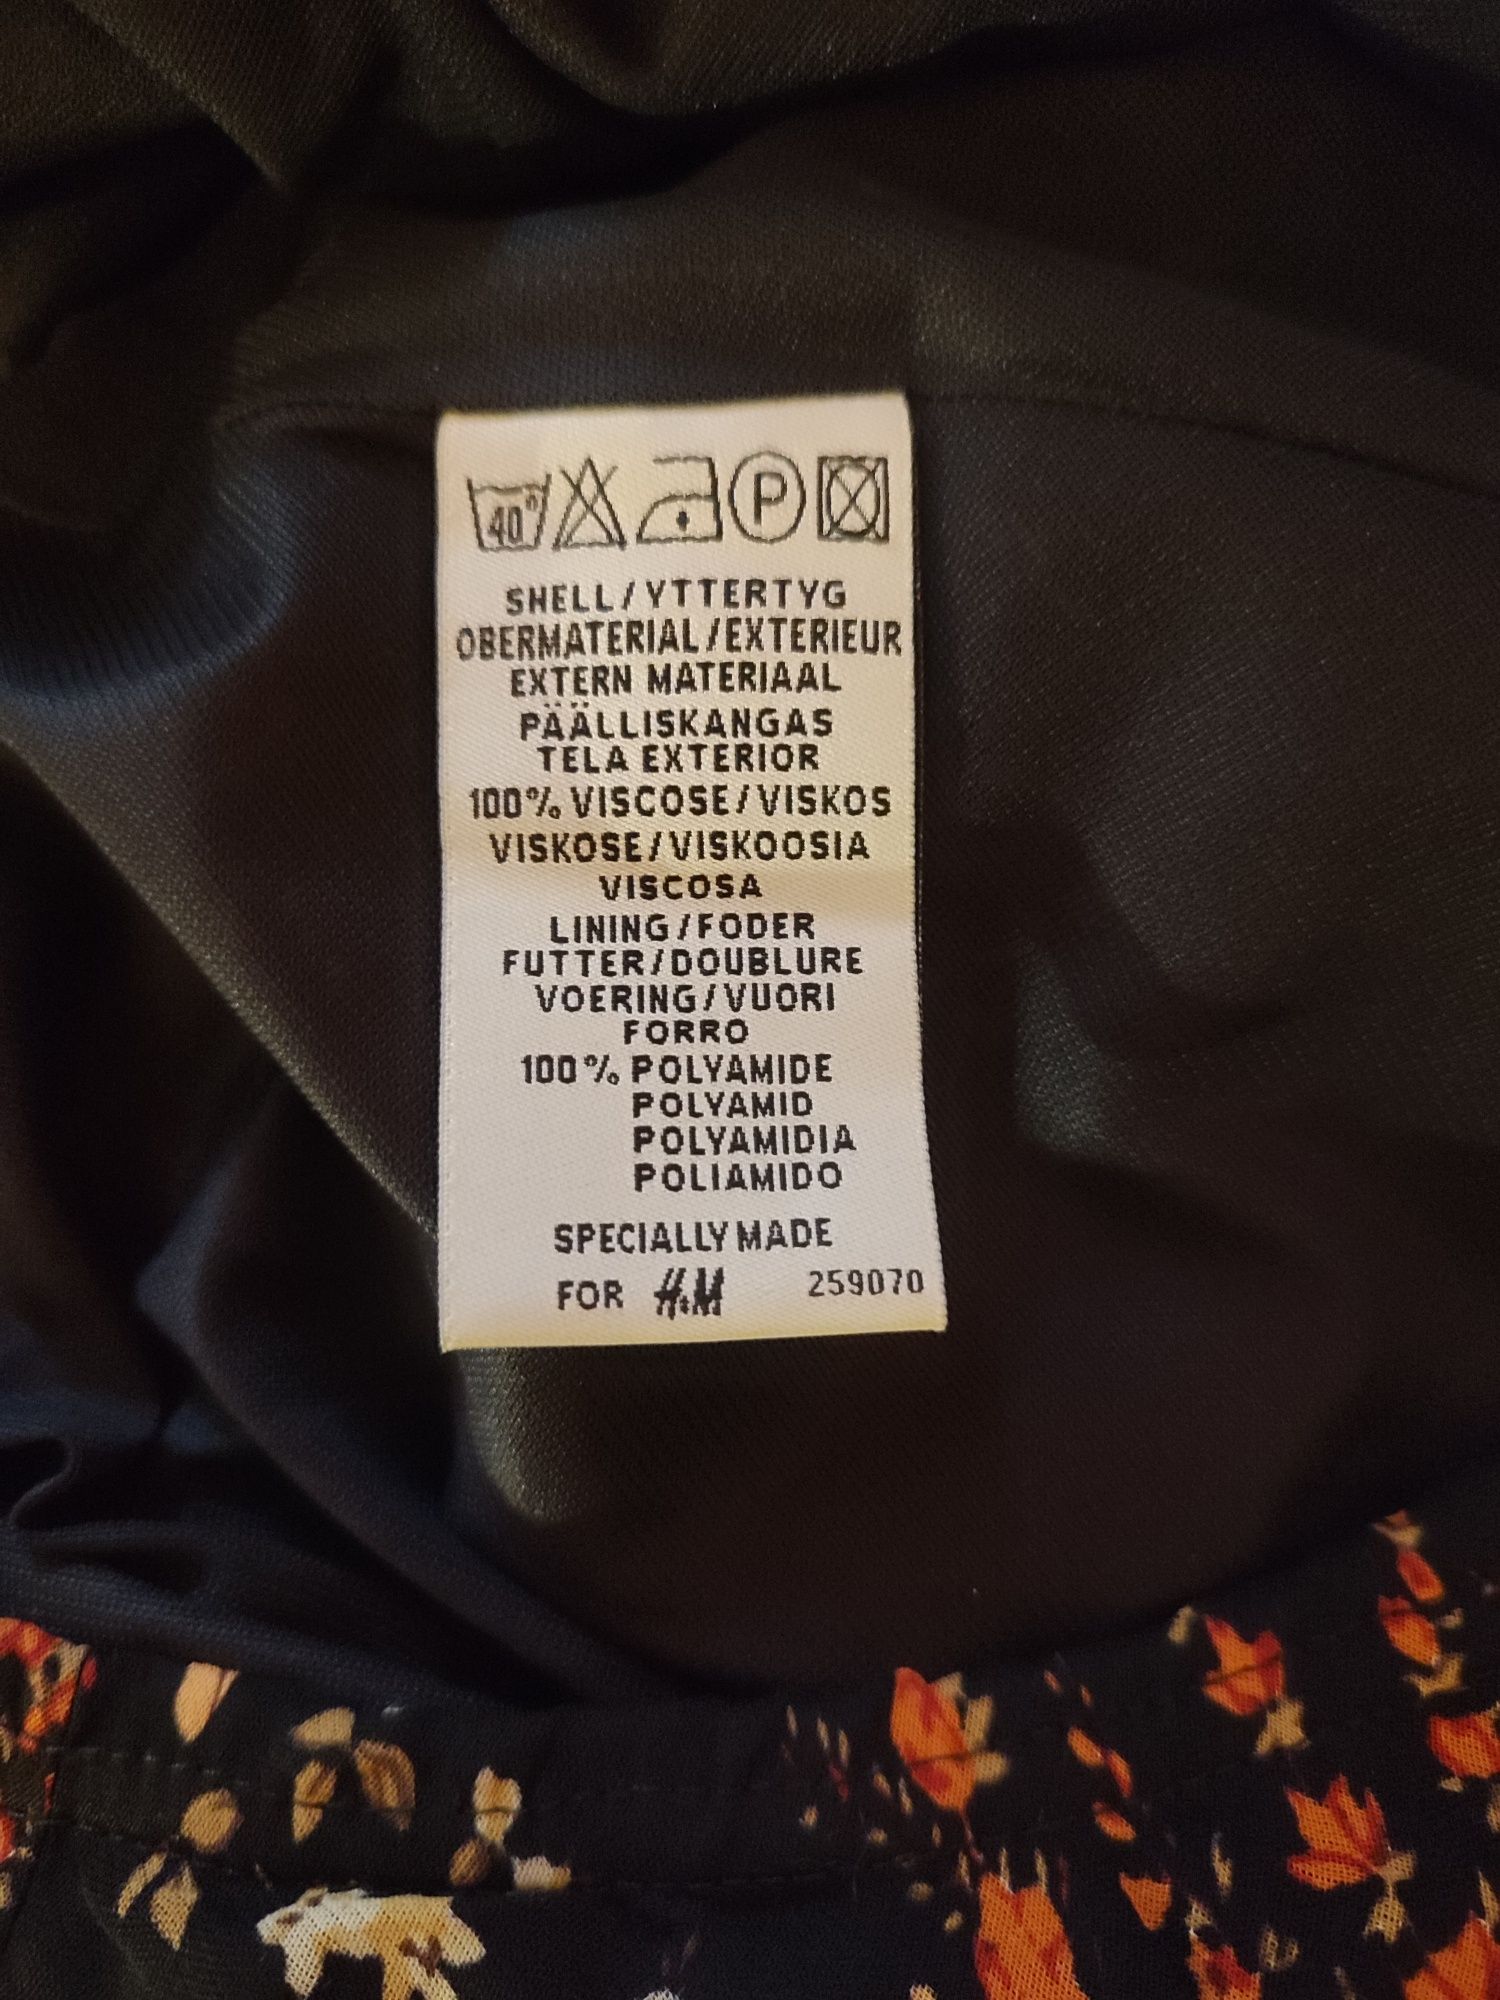 40°
P
SHELL/YTTERTYG
OBERMATERIAL/EXTERIEUR
EXTERN MATERIAAL
PÄÄLLISKANGAS
TELA EXTERIOR
100% VISCOSE/VISKOS
VISKOSE/VISKOOSIA
VISCOSA
LINING/FODER
FUTTER/DOUBLURE
VOERING/VUORI
FORRO
100% POLYAMIDE
POLYAMID
POLYAMIDIA
POLIAMIDO
SPECIALLY MADE
FOR H&M 259070